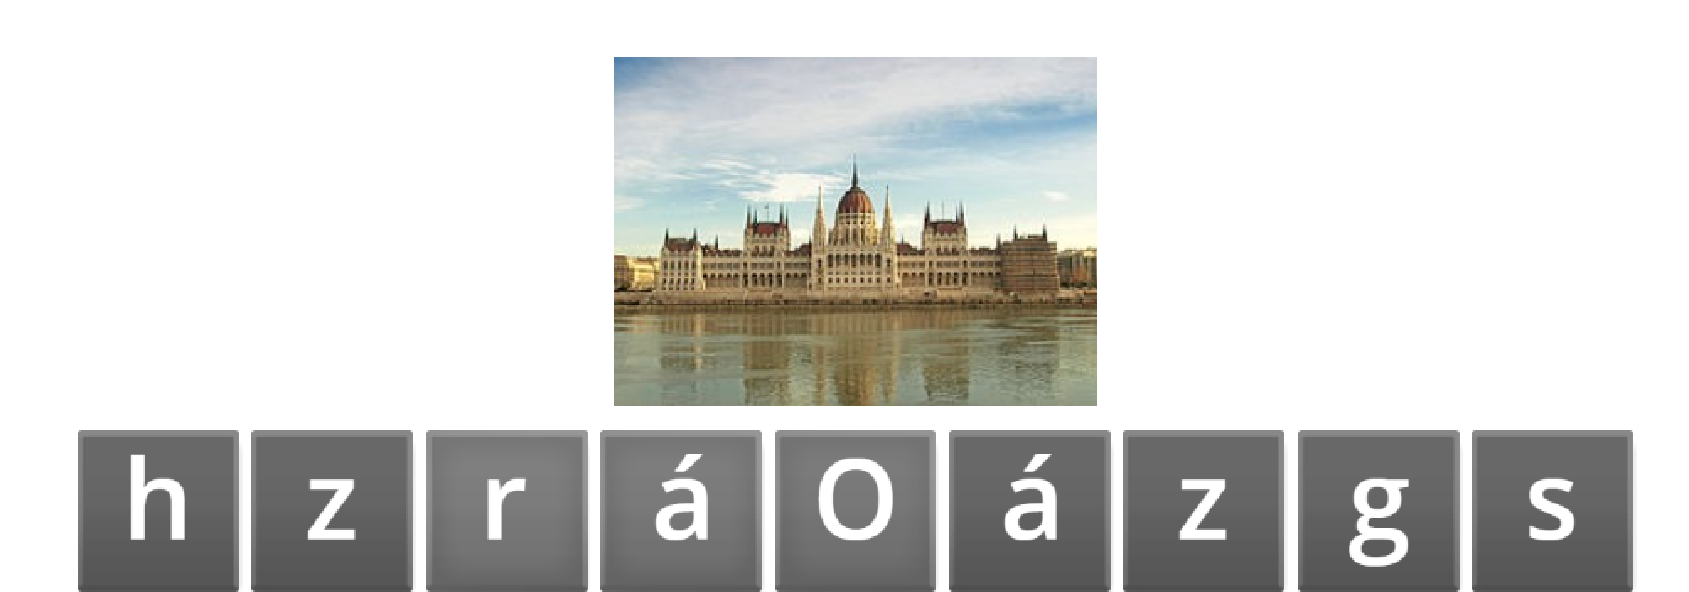 h z r á O á z g s